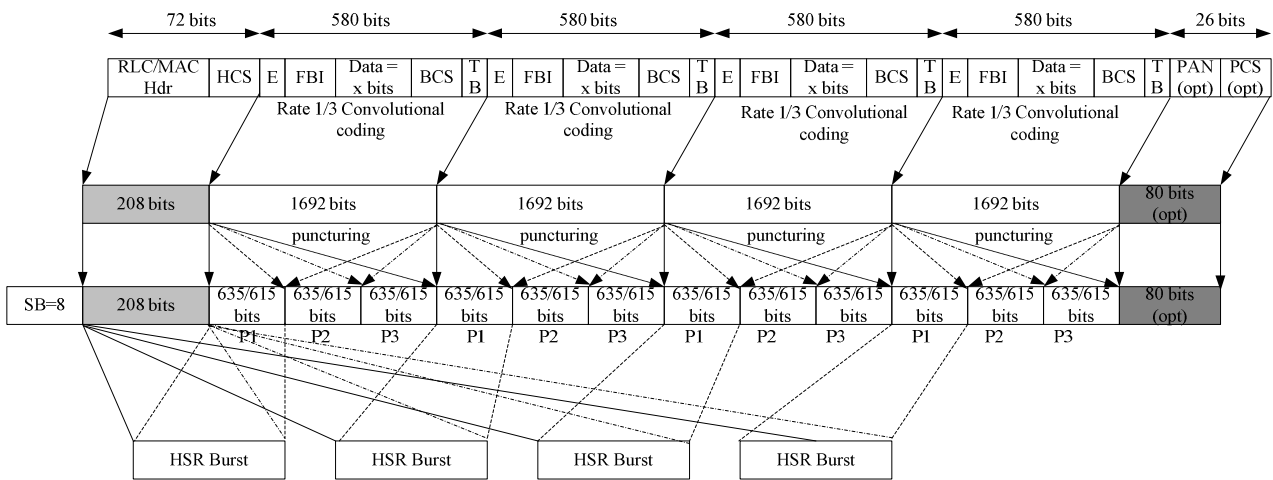 72 bits 580 bits 580 bits 580 bits 580 bits 26 bits
RLC/MAC Hdr HCS E FBI Data = x bits BCS T B E FBI Data = x bits BCS T B E FBI Data = x bits BCS T B E FBI Data = x bits BCS T B PAN (opt) PCS (opt)
Rate 1/3 Convolutional coding Rate 1/3 Convolutional coding Rate 1/3 Convolutional coding Rate 1/3 Convolutional coding
208 bits 1692 bits 1692 bits 1692 bits 1692 bits 80 bits (opt)
puncturing puncturing puncturing puncturing
SB=8 208 bits 635/615 bits 635/615 bits 635/615 bits 635/615 bits 635/615 bits 635/615 bits 635/615 bits 635/615 bits 635/615 bits 635/615 bits 635/615 bits 635/615 bits 80 bits (opt)
P1 P2 P3 P1 P2 P3 P1 P2 P3 P1 P2 P3
HSR Burst HSR Burst HSR Burst HSR Burst